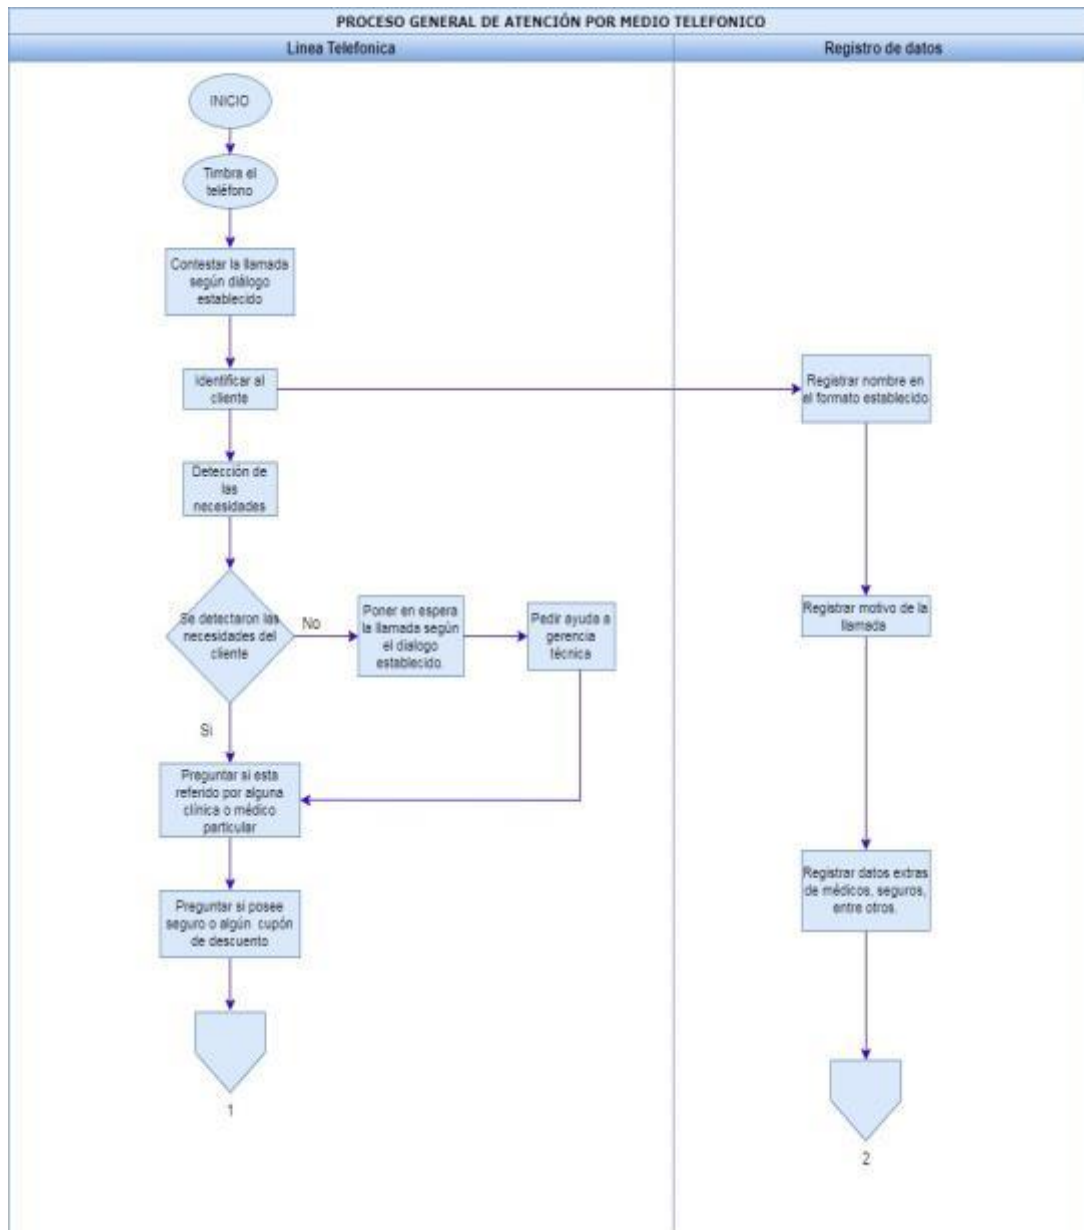 PROCESO GENERAL DE ATENCIÓN POR MEDIO TELEFONICO
Linea Telefonica
Registro de datos
INICIO
Timbra el
teléfono
Contestar la llamada
según diálogo
establecido
Identificar al
cliente
Registrar nombre en
el formato establecido
Detección de
las
necesidades
Se detectaron las
necesidades del
cliente
No
Poner en espera
la llamada según
el dialogo
establecido.
Pedir ayuda a
gerencia
técnica
Registrar motivo de la
llamada
Si
Preguntar si esta
referido por alguna
clínica o médico
particular
Preguntar si posee
seguro o algún cupón
de descuento
Registrar datos extras
de médicos, seguros,
entre otros.
1
2